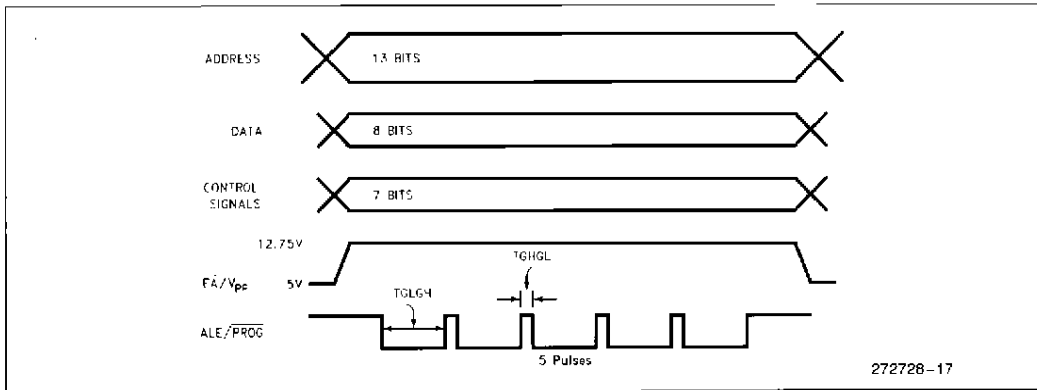 ADDRESS
13 BITS
DATA
8 BITS
CONTROL
SIGNALS
7 BITS
12.75V
EA/VPP 5V
TGHGL
TGLGH
ALE/PROG
5 Pulses
272728-17